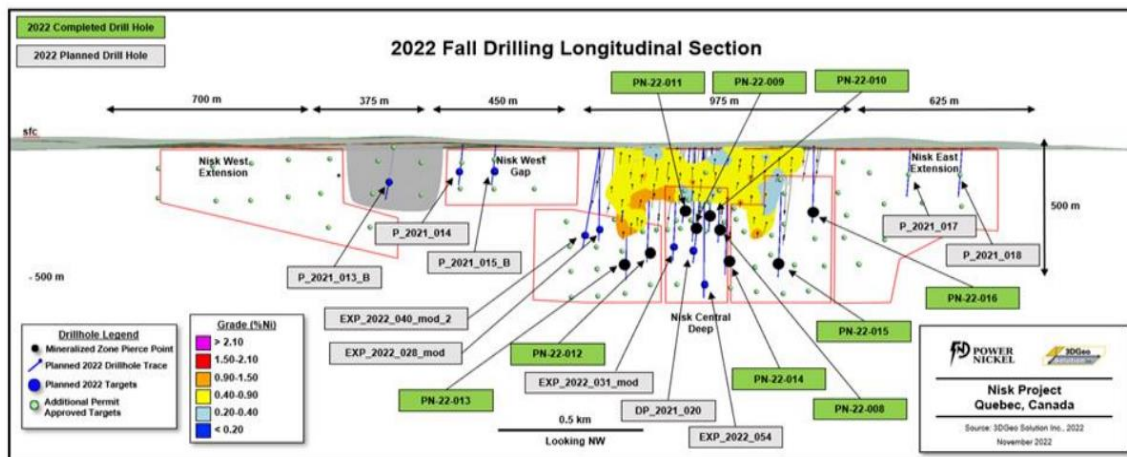 2022 Completed Drill Hole
2022 Planned Drill Hole
2022 Fall Drilling Longitudinal Section
PN-22-011
PN-22-009
PN-22-010
700 m
375 m
450 m
975 m
625 m
sfc
Nisk West
Extension
Nisk West
Gap
Nisk East
Extension
500 m
P_2021_014
P_2021_017
P_2021_013_B
P_2021_015_B
P_2021_018
- 500 m
PN-22-016
EXP_2022_040_mod_2
Nisk Central
Deep
PN-22-015
EXP_2022_028_mod
PN-22-012
EXP_2022_031_mod
PN-22-014
PN-22-013
DP_2021_020
PN-22-008
EXP_2022_054
0.5 km
Looking NW
Drillhole Legend
Mineralized Zone Pierce Point
Planned 2022 Drillhole Trace
Planned 2022 Targets
Additional Permit
Approved Targets
Grade (%Ni)
> 2.10
1.50-2.10
0.90-1.50
0.40-0.90
0.20-0.40
< 0.20
POWER
NICKEL
3DGeo
Nisk Project
Quebec, Canada
Source: 3DGeo Solution Inc., 2022
November 2022